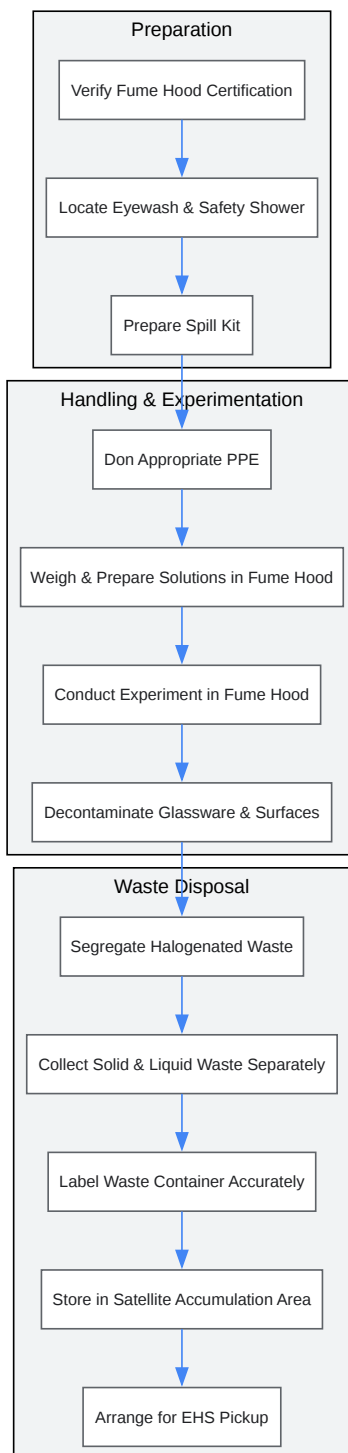 Preparation
Verify Fume Hood Certification
Locate Eyewash & Safety Shower
Prepare Spill Kit
Handling & Experimentation
Don Appropriate PPE
Weigh & Prepare Solutions in Fume Hood
Conduct Experiment in Fume Hood
Decontaminate Glassware & Surfaces
Waste Disposal
Segregate Halogenated Waste
Collect Solid & Liquid Waste Separately
Label Waste Container Accurately
Store in Satellite Accumulation Area
Arrange for EHS Pickup